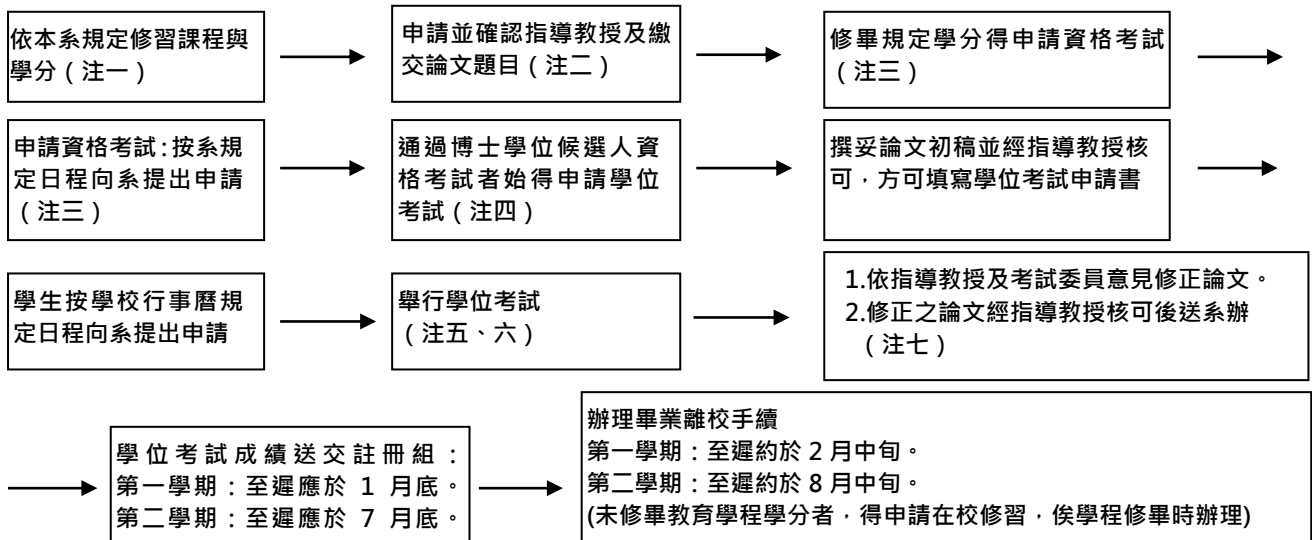 依本系規定修習課程與
學分（注一）
申請並確認指導教授及繳
交論文題目（注二）
修畢規定學分得申請資格考試
（注三）
申請資格考試：按系規
定日程向系提出申請
（注三）
通過博士學位候選人資
格考試者始得申請學位
考試（注四）
撰妥論文初稿並經指導教授核
可，方可填寫學位考試申請書
學生按學校行事曆規
定日程向系提出申請
舉行學位考試
（注五、六）
1.依指導教授及考試委員意見修正論文。
2.修正之論文經指導教授核可後送系辦
（注七）
學位考試成績送交註冊組：
第一學期：至遲應於 1 月底。
第二學期：至遲應於 7 月底。
辦理畢業離校手續
第一學期：至遲約於 2 月中旬。
第二學期：至遲約於 8 月中旬。
(未修畢教育學程學分者，得申請在校修習，俟學程修畢時辦理)